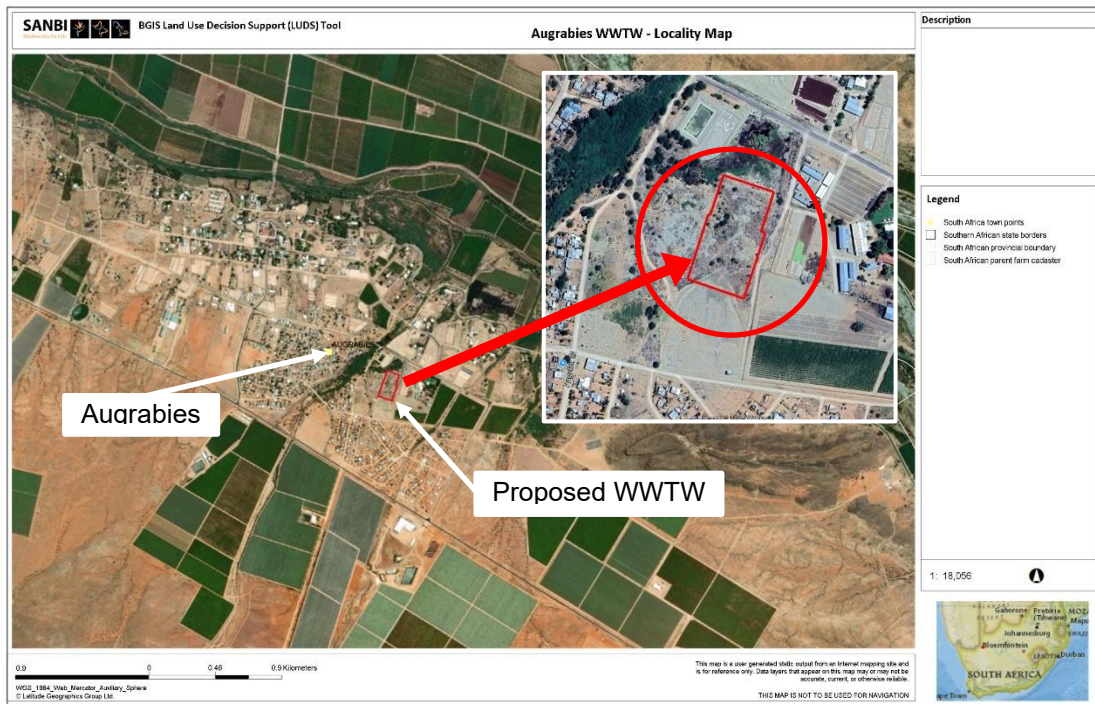 SANBI
Biodiversity for Life
BGIS Land Use Decision Support (LUDS) Tool
Augrabies WWTW - Locality Map
Description
AUGRABIES
Augrabies
Proposed WWTW
Legend
South Africa town points
Southern African state borders
South African provincial boundary
South African parent farm cadaster
1: 18,056
0.9 0 0.46 0.9 Kilometers
WGS_1984_Web_Mercator_Auxiliary_Sphere
© Latitude Geographics Group Ltd.
This map is a user generated static output from an Internet mapping site and
is for reference only. Data layers that appear on this map may or may not be
accurate, current, or otherwise reliable.
THIS MAP IS NOT TO BE USED FOR NAVIGATION
Gaborone
Pretoria
(Tshwane)
MOZA
Mapu
Johannesburg
SWAZI
Bloemfontein
LESOTHO
Durban
SOUTH AFRICA
ape Town